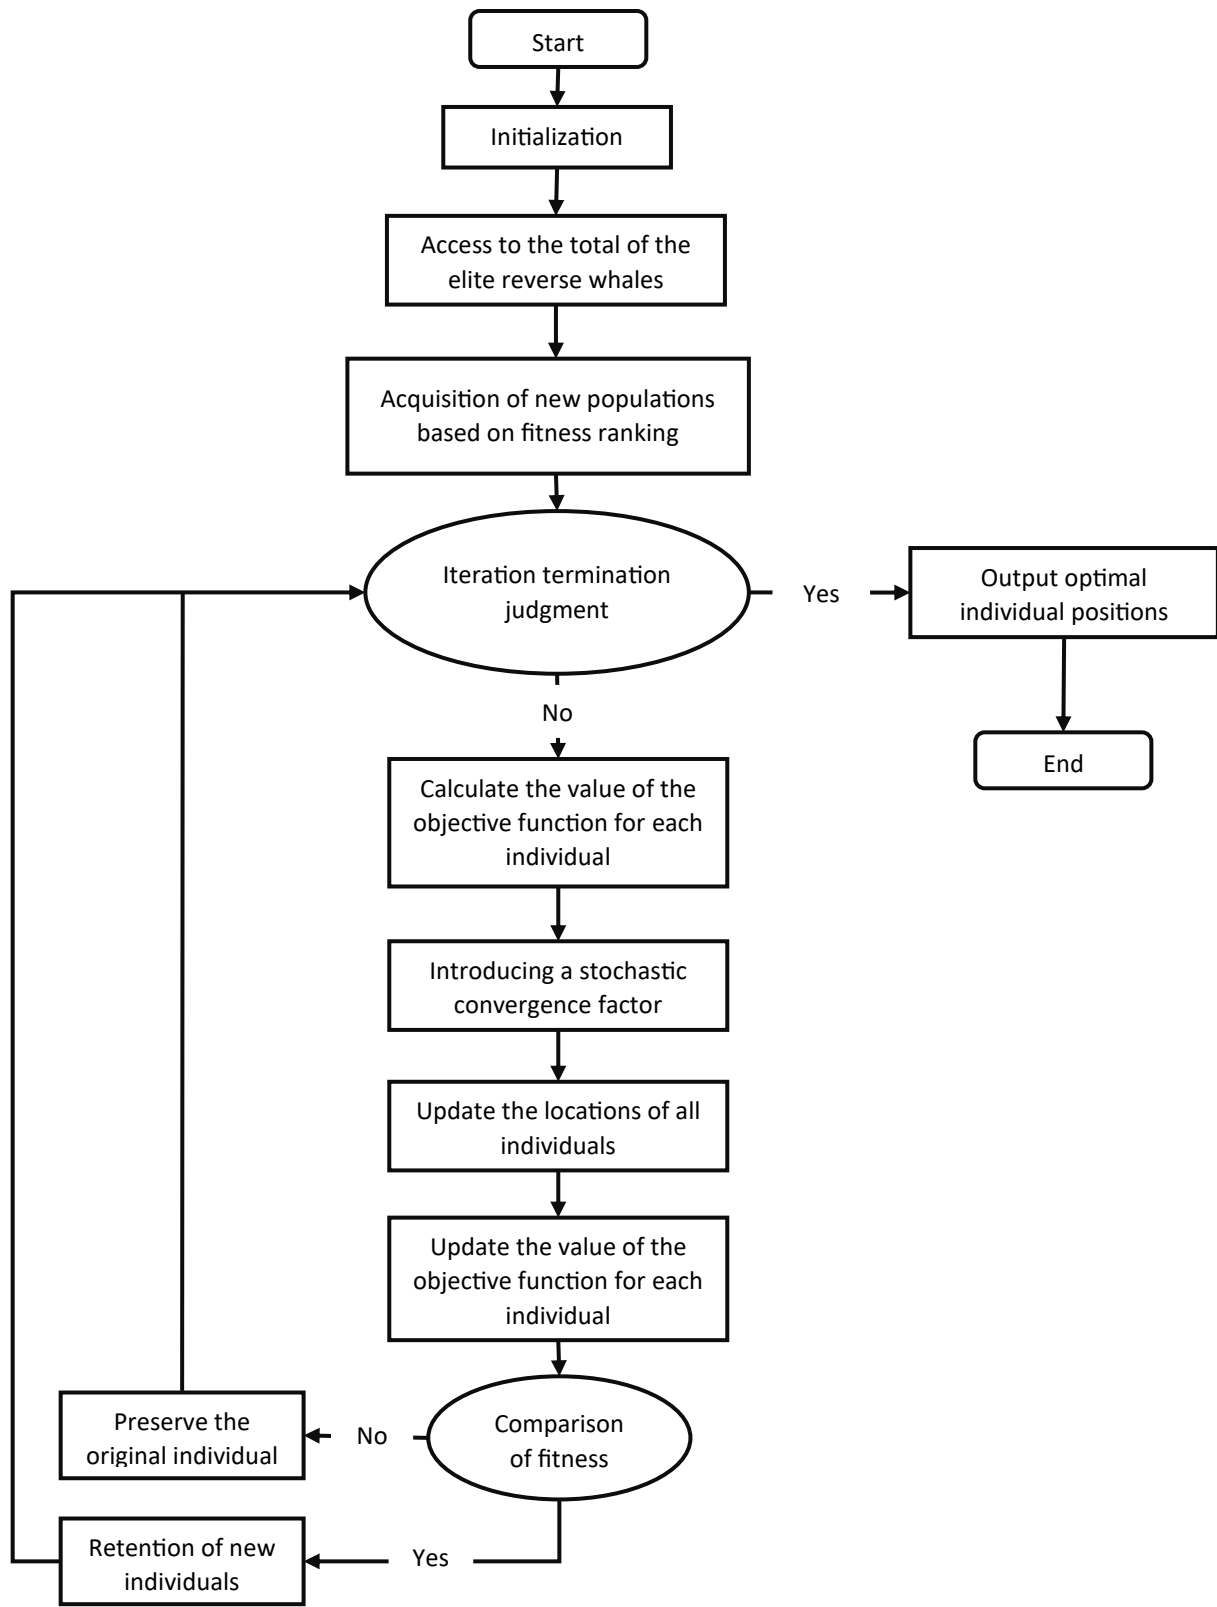 Start
Initialization
Access to the total of the
elite reverse whales
Acquisition of new populations
based on fitness ranking
Iteration termination
judgment
Yes
Output optimal
individual positions
No
End
Calculate the value of the
objective function for each
individual
Introducing a stochastic
convergence factor
Update the locations of all
individuals
Update the value of the
objective function for each
individual
Comparison
of fitness
No
Preserve the
original individual
Yes
Retention of new
individuals